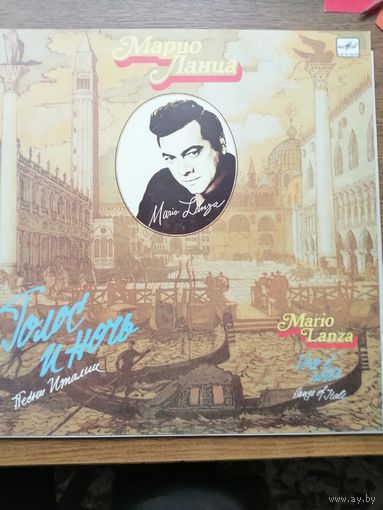 Марио
Ланца
Mario Lanza
Голос
и ночь
Песни Италии
Mario
Lanza
Songs of Italy
www.ay.by